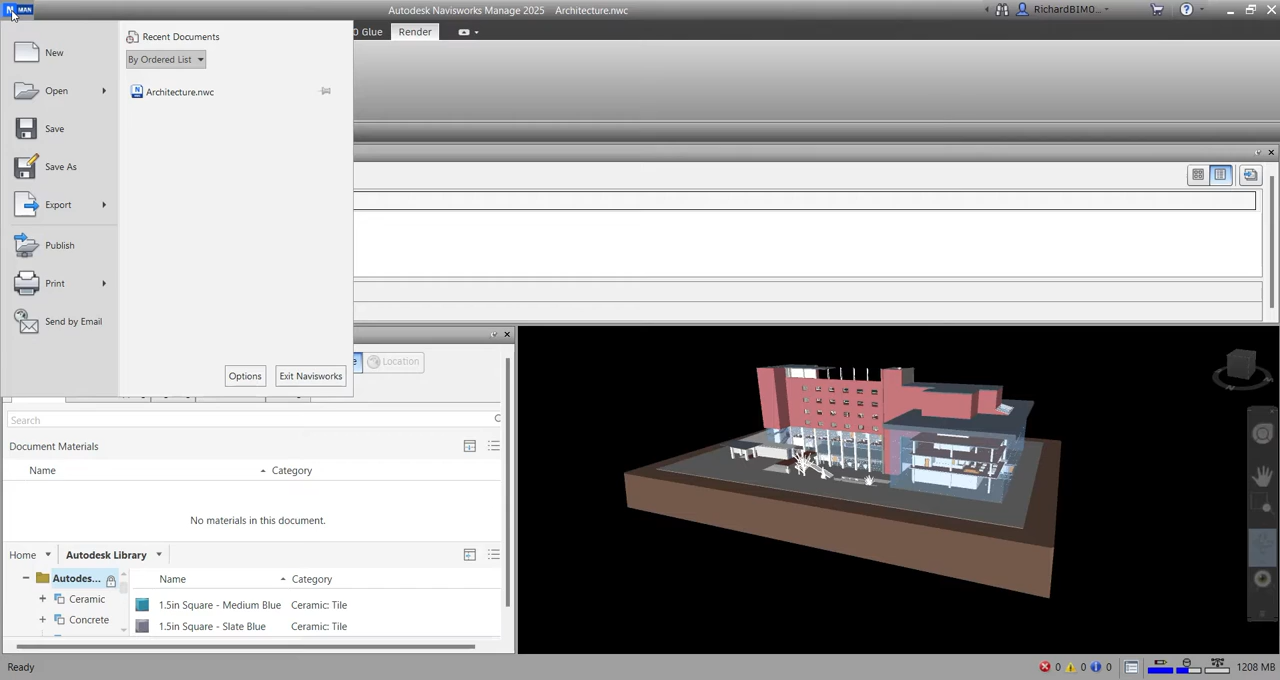 N MAN
Autodesk Navisworks Manage 2025 Architecture.nwc
RichardBIMO...
New
Open
Save
Save As
Export
Publish
Print
Send by Email
Recent Documents
By Ordered List
Architecture.nwc
Options
Exit Navisworks
0 Glue
Render
Location
Search
Document Materials
Name
Category
No materials in this document.
Home
Autodesk Library
Autodes...
Ceramic
Concrete
Name
Category
1.5in Square - Medium Blue
Ceramic: Tile
1.5in Square - Slate Blue
Ceramic: Tile
Ready
0
0
0
1208 MB